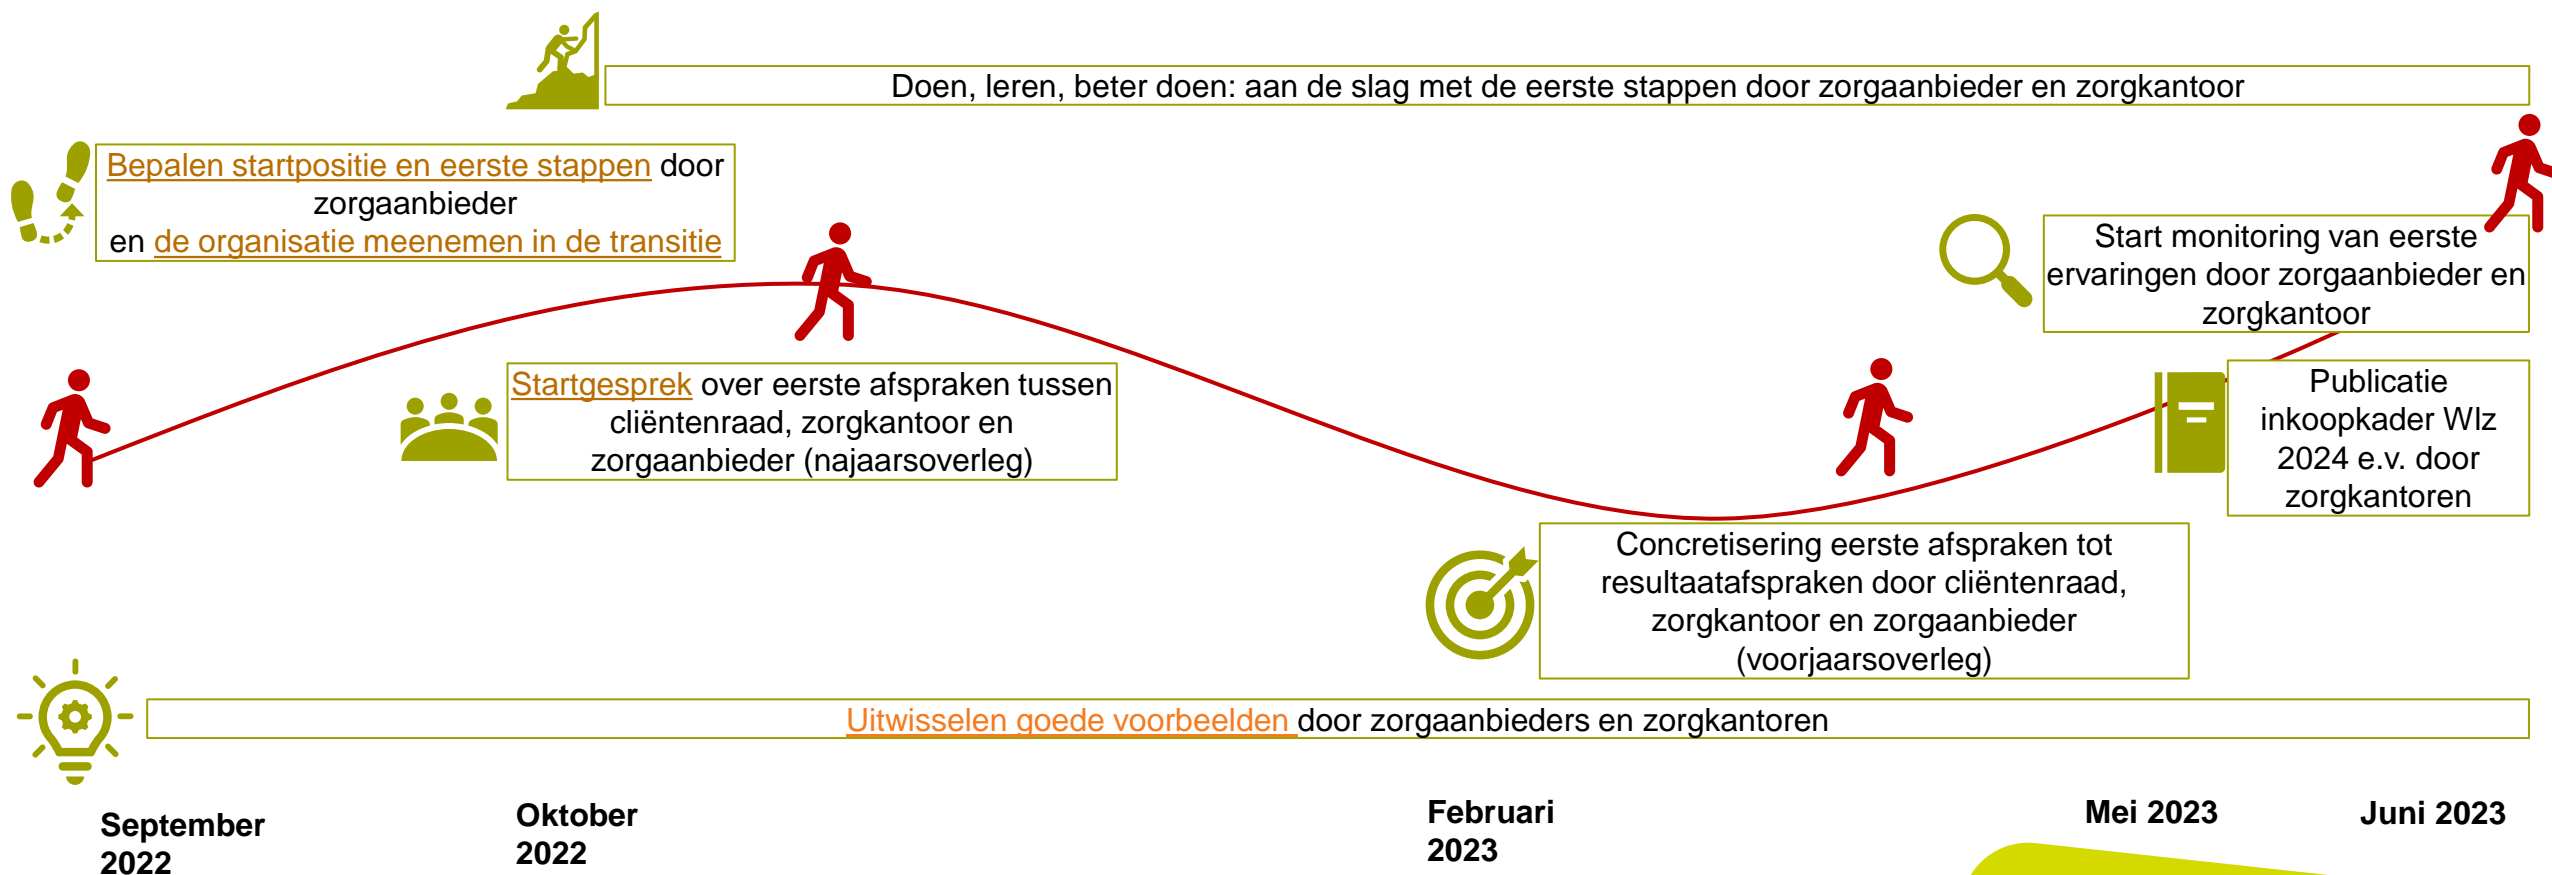 Doen, leren, beter doen: aan de slag met de eerste stappen door zorgaanbieder en zorgkantoor
Bepalen startpositie en eerste stappen door
zorgaanbieder
en de organisatie meenemen in de transitie
Start monitoring van eerste
ervaringen door zorgaanbieder en
zorgkantoor
Startgesprek over eerste afspraken tussen
cliëntenraad, zorgkantoor en
zorgaanbieder (najaarsoverleg)
Publicatie
inkoopkader Wlz
2024 e.v. door
zorgkantoren
Concretisering eerste afspraken tot
resultaatafspraken door cliëntenraad,
zorgkantoor en zorgaanbieder
(voorjaarsoverleg)
Uitwisselen goede voorbeelden door zorgaanbieders en zorgkantoren
September
2022
Oktober
2022
Februari
2023
Mei 2023
Juni 2023